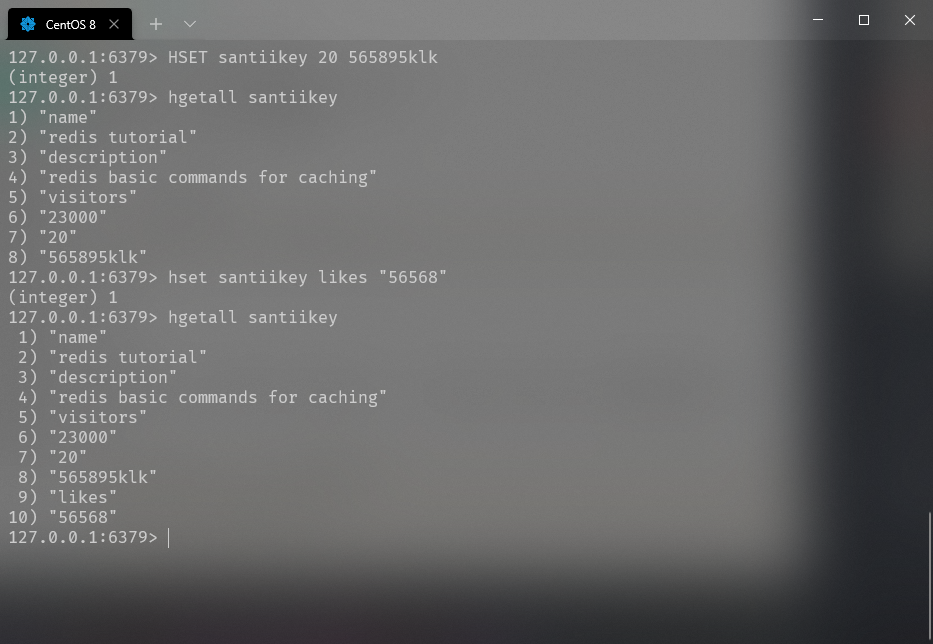 CentOS 8
127.0.0.1:6379> HSET santiikey 20 565895klk
(integer) 1
127.0.0.1:6379> hgetall santiikey
1) "name"
2) "redis tutorial"
3) "description"
4) "redis basic commands for caching"
5) "visitors"
6) "23000"
7) "20"
8) "565895klk"
127.0.0.1:6379> hset santiikey likes "56568"
(integer) 1
127.0.0.1:6379> hgetall santiikey
 1) "name"
 2) "redis tutorial"
 3) "description"
 4) "redis basic commands for caching"
 5) "visitors"
 6) "23000"
 7) "20"
 8) "565895klk"
 9) "likes"
10) "56568"
127.0.0.1:6379>